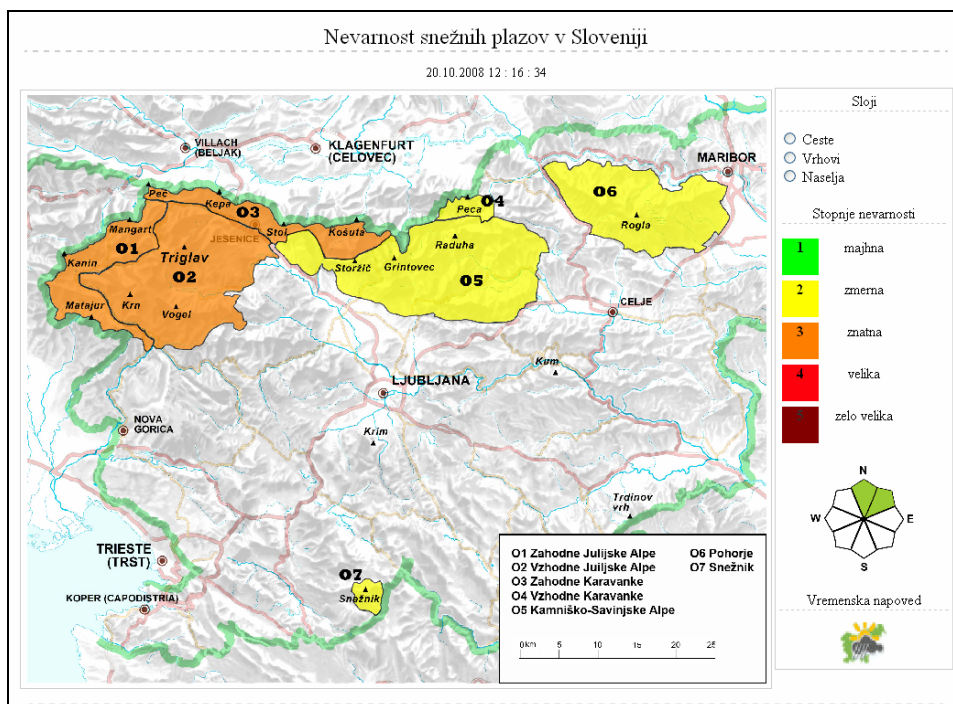 Nevarnost snežnih plazov v Sloveniji
20.10.2008 12 : 16 : 34
VILLACH
(BELJAK)
KLAGENFURT
(CELOVEC)
MARIBOR
Peč
Kepa
O3
Peca
O4
O6
Rogla
Mangart
O1
JESENICE
Stol
Košuta
Raduha
Kanin
Triglav
O2
Storžič
Grintovec
O5
Matajur
Krn
Vogel
CELJE
Kum
LJUBLJANA
NOVA
GORICA
Krim
Trdinov
vrh
TRIESTE
(TRST)
KOPER (CAPODISTRIA)
O7
Snežnik
O1 Zahodne Julijske Alpe
O2 Vzhodne Juljske Alpe
O3 Zahodne Karavanke
O4 Vzhodne Karavanke
O5 Kamniško-Savinjske Alpe
O6 Pohorje
O7 Snežnik
0km 5 10 15 20 25
Sloji
Ceste
Vrhovi
Naselja
Stopnje nevarnosti
1 majhna
2 zmerna
3 znatna
4 velika
5 zelo velika
N
W E
S
Vremenska napoved